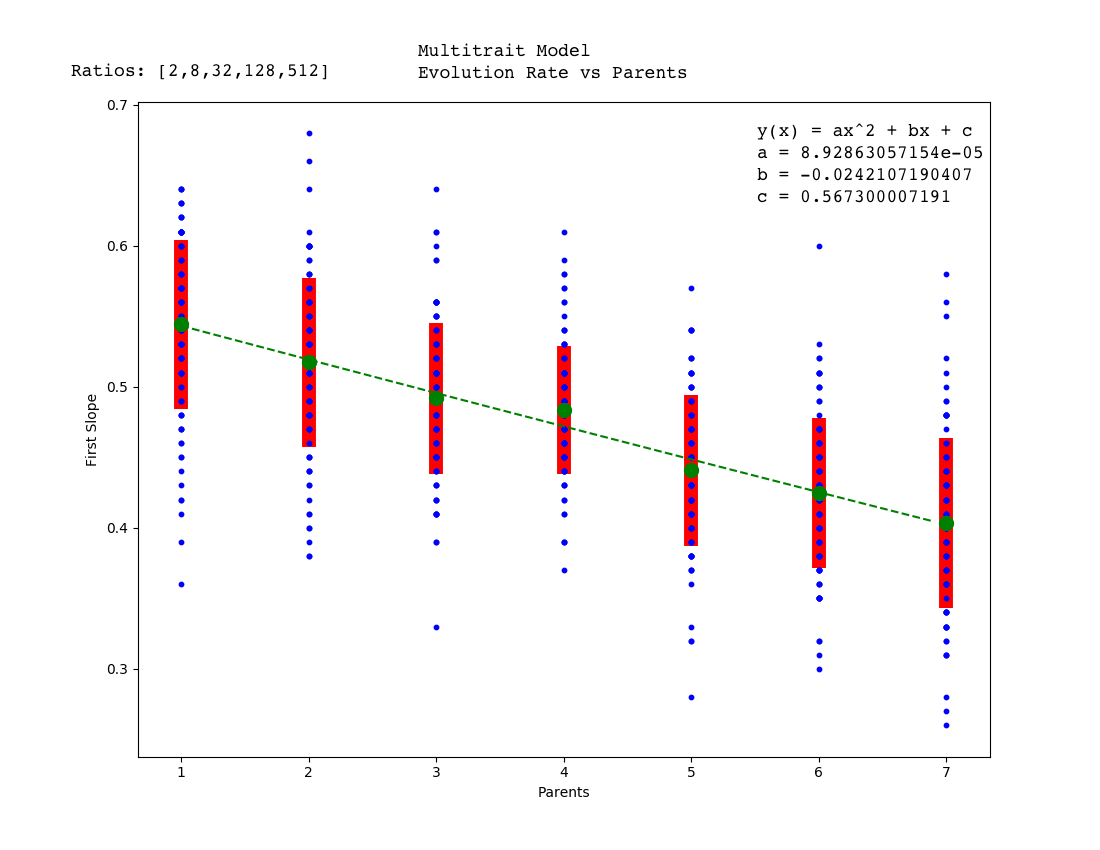 Multitrait Model
Ratios: [2,8,32,128,512]
Evolution Rate vs Parents
0.7
0.6
0.5
0.4
0.3
First Slope
y(x) = ax^2 + bx + c
a = 8.92863057154e-05
b = -0.0242107190407
c = 0.567300007191
1 2 3 4 5 6 7
Parents